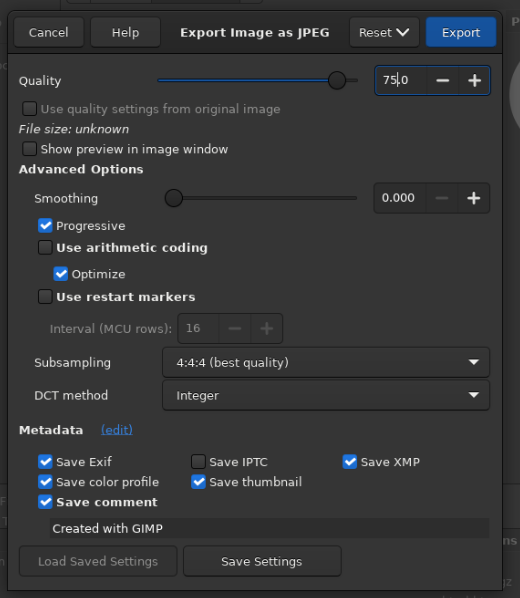 Cancel Help Export Image as JPEG Reset Export
Quality 75.0
Use quality settings from original image
File size: unknown
Show preview in image window
Advanced Options
Smoothing 0.000
Progressive
Use arithmetic coding
Optimize
Use restart markers
Interval (MCU rows): 16
Subsampling 4:4:4 (best quality)
DCT method Integer
Metadata (edit)
Save Exif Save IPTC Save XMP
Save color profile Save thumbnail
Save comment
Created with GIMP
Load Saved Settings Save Settings